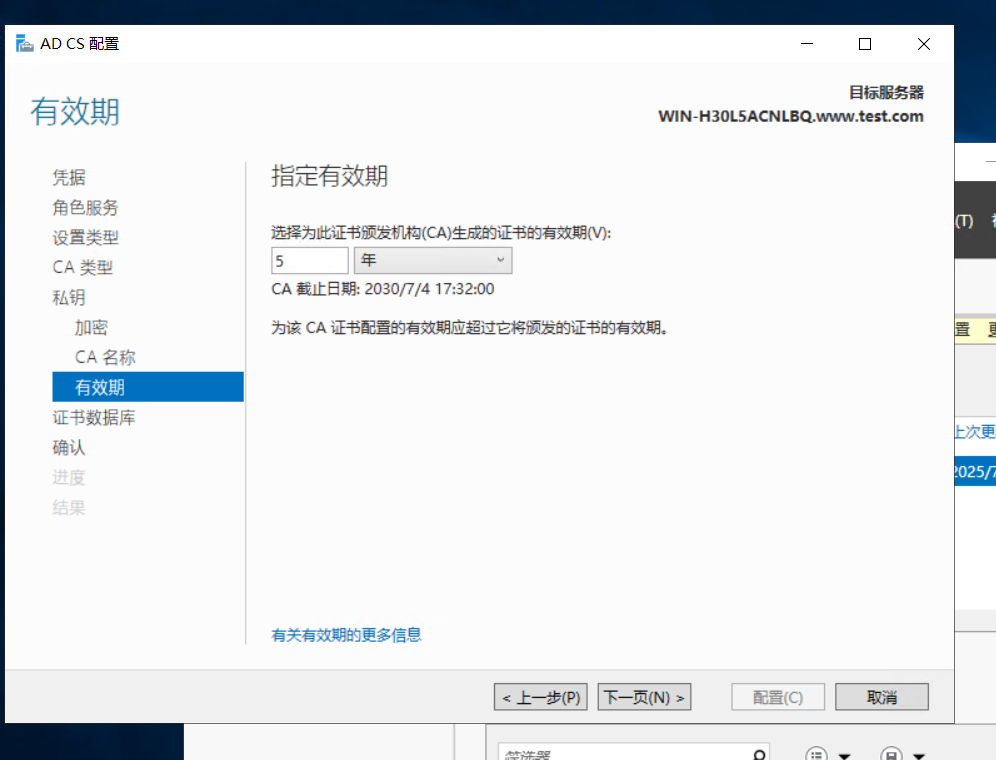 AD CS 配置
有效期
目标服务器
WIN-H30L5ACNLBQ.www.test.com
凭据
角色服务
设置类型
CA 类型
私钥
加密
CA 名称
有效期
证书数据库
确认
进度
结果
指定有效期
选择为此证书颁发机构(CA)生成的证书的有效期(V):
5 年
CA 截止日期: 2030/7/4 17:32:00
为该 CA 证书配置的有效期应超过它将颁发的证书的有效期。
有关有效期的更多信息
< 上一步(P) 下一页(N) > 配置(C) 取消
(T)
置
上次更
2025/7
筛选器